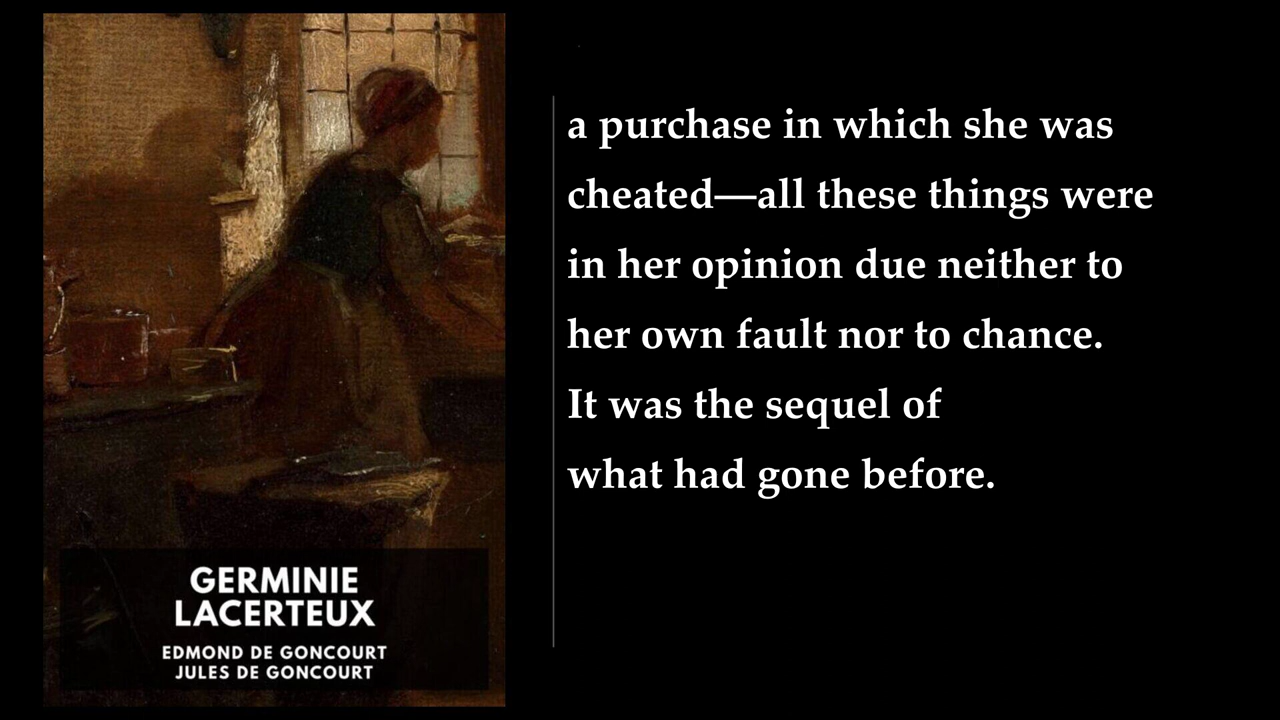 a purchase in which she was
cheated—all these things were
in her opinion due neither to
her own fault nor to chance.
It was the sequel of
what had gone before.
GERMINIE
LACERTEUX
EDMOND DE GONCOURT
JULES DE GONCOURT